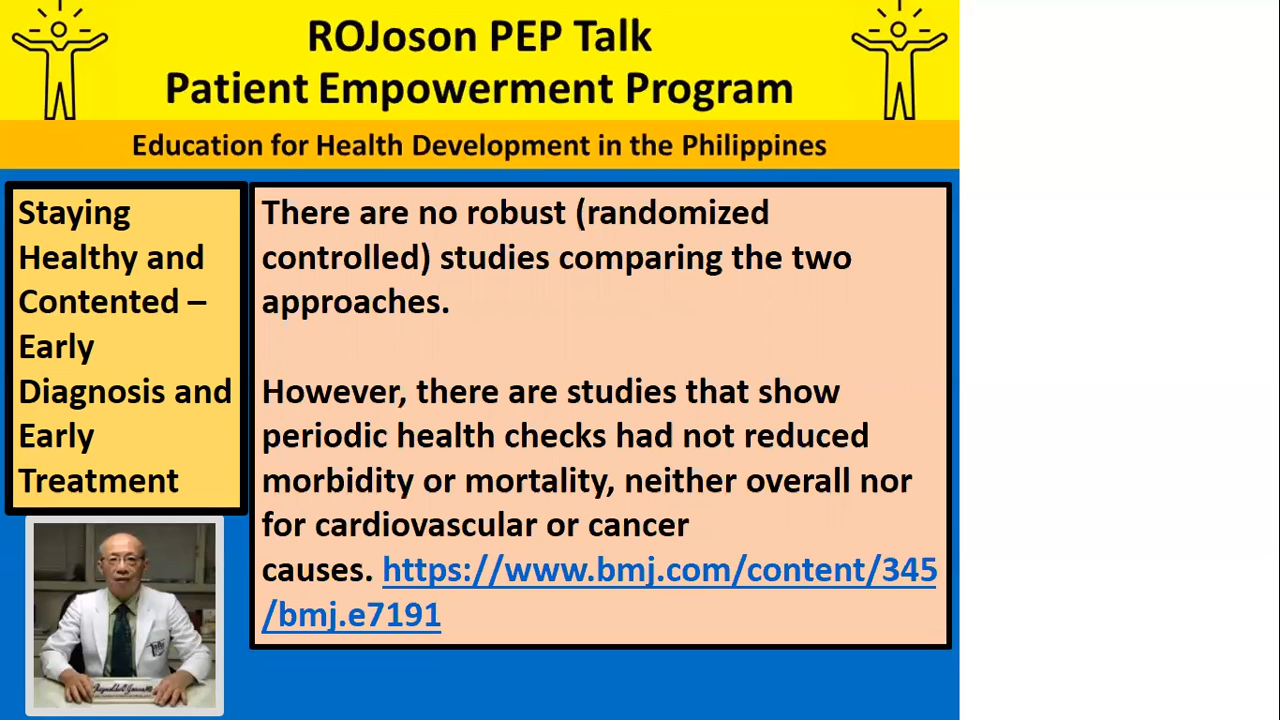 ROJoson PEP Talk
Patient Empowerment Program
Education for Health Development in the Philippines
Staying
Healthy and
Contented –
Early
Diagnosis and
Early
Treatment
There are no robust (randomized
controlled) studies comparing the two
approaches.
However, there are studies that show
periodic health checks had not reduced
morbidity or mortality, neither overall nor
for cardiovascular or cancer
causes. https://www.bmj.com/content/345
/bmj.e7191